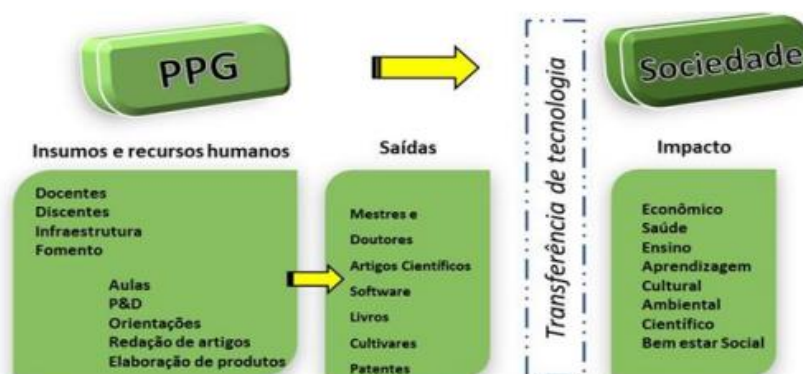 PPG
Sociedade
Transferência de tecnologia
Insumos e recursos humanos
Docentes
Discentes
Infraestrutura
Fomento
Aulas
P&D
Orientações
Redação de artigos
Elaboração de produtos
Saídas
Mestres e
Doutores
Artigos Científicos
Software
Livros
Cultivares
Patentes
Impacto
Econômico
Saúde
Ensino
Aprendizagem
Cultural
Ambiental
Científico
Bem estar Social